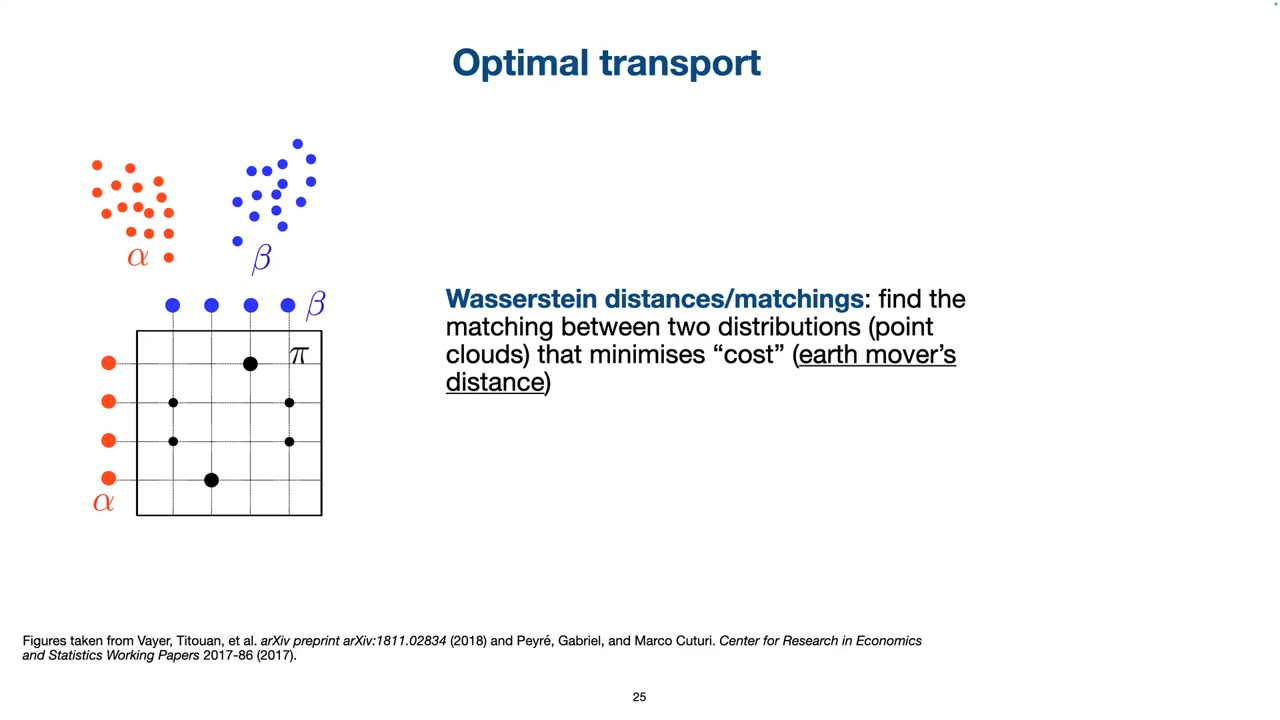 Optimal transport
α
β
β
π
α
Wasserstein distances/matchings: find the
matching between two distributions (point
clouds) that minimises “cost” (earth mover’s
distance)
Figures taken from Vayer, Titouan, et al. arXiv preprint arXiv:1811.02834 (2018) and Peyré, Gabriel, and Marco Cuturi. Center for Research in Economics
and Statistics Working Papers 2017-86 (2017).
25